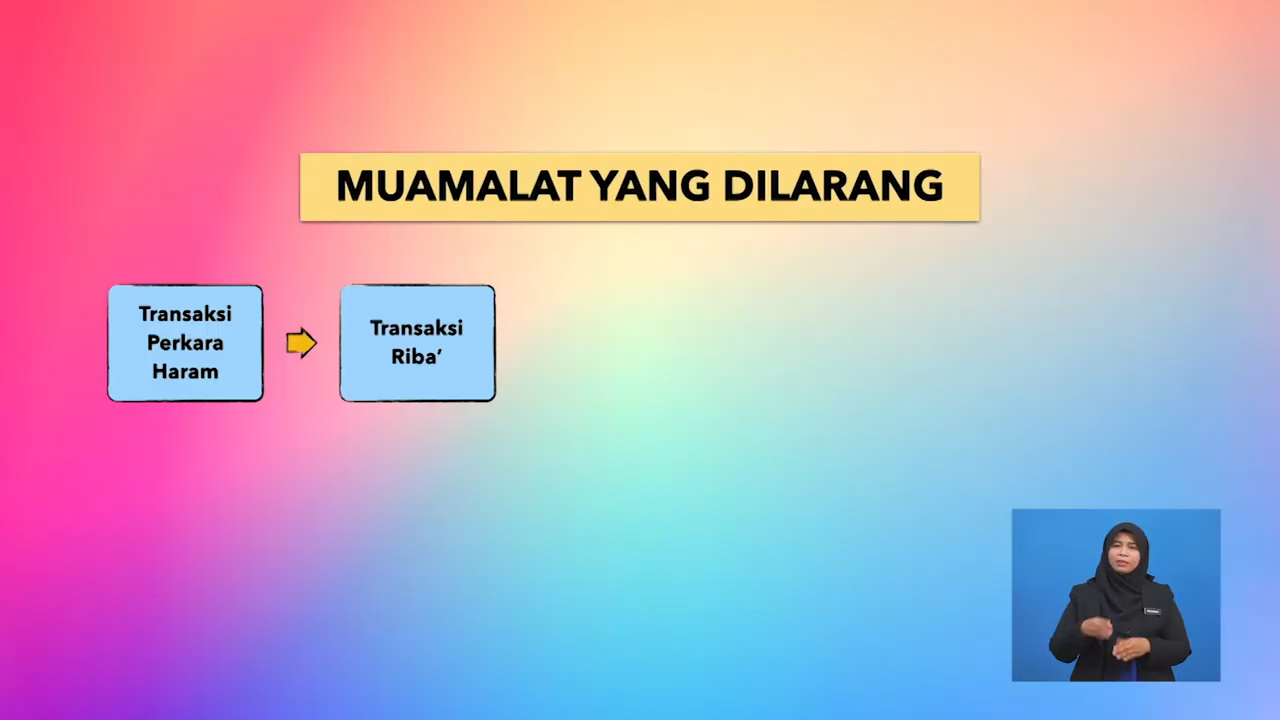 MUAMALAT YANG DILARANG
Transaksi
Perkara
Haram
Transaksi
Riba’